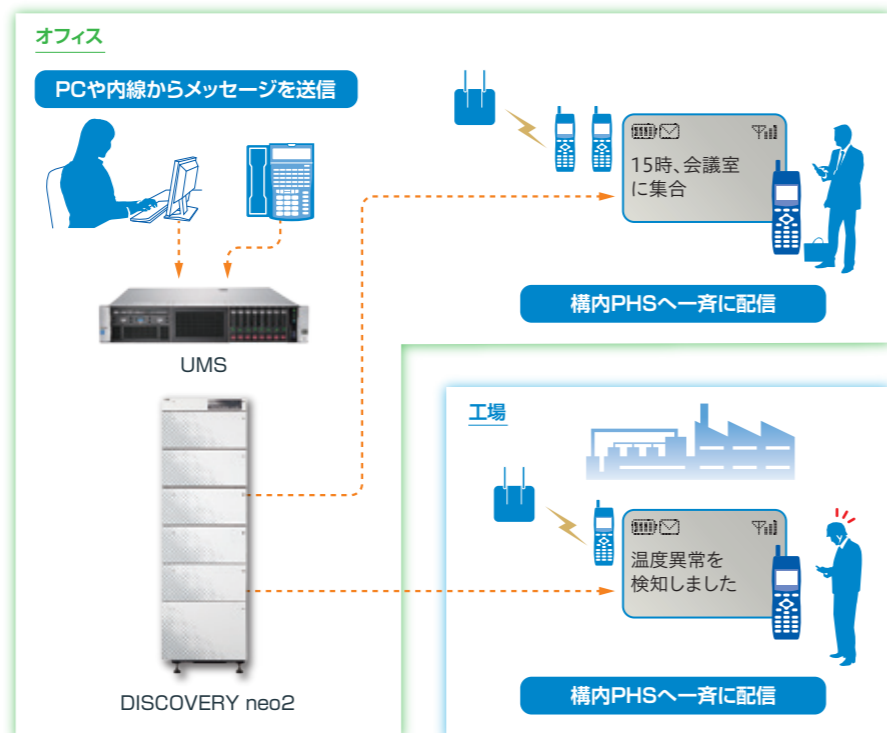 オフィス
PCや内線からメッセージを送信
15時、会議室
に集合
構内PHSへ一斉に配信
UMS
工場
温度異常を
検知しました
構内PHSへ一斉に配信
DISCOVERY neo2